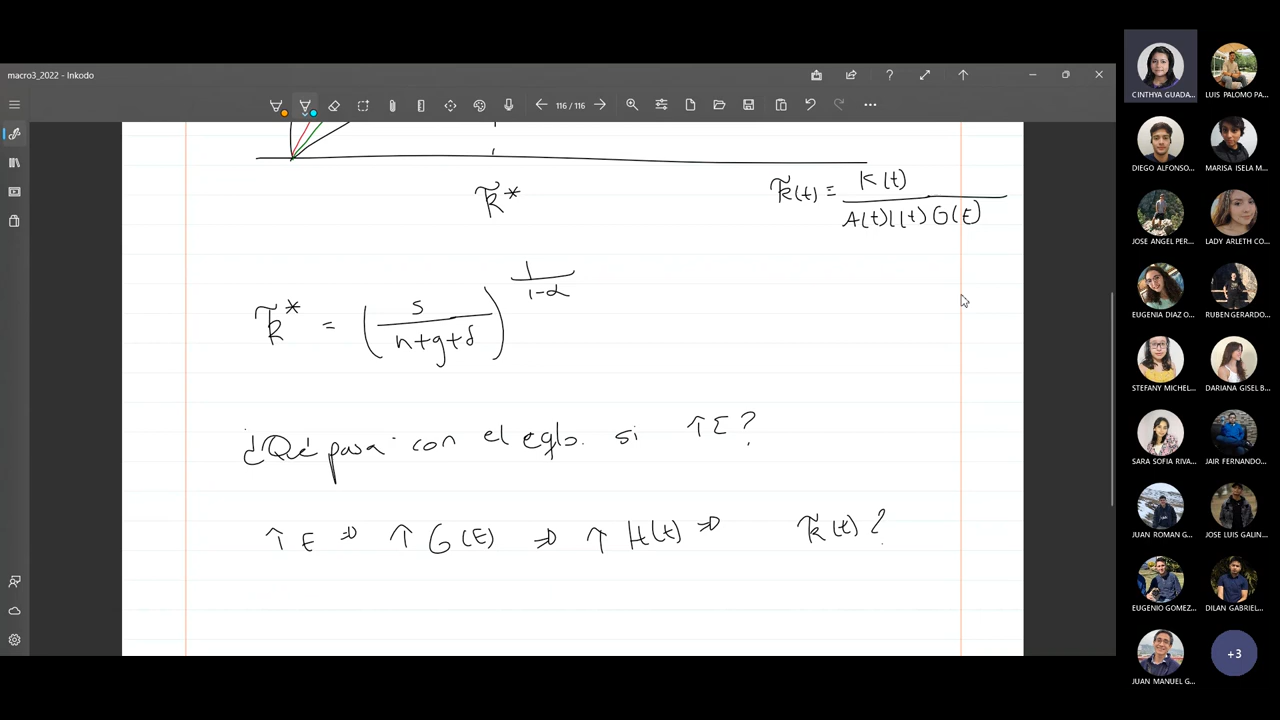 macro3_2022 - Inkodo
116 / 116
k̃*
k̃(t) = K(t) / A(t)L(t)G(E)
k̃* = (s / n+g+δ)^(1/1-α)
¿Qué pasa con el eqlo. si ↑E?
↑E ⇒ ↑G(E) ⇒ ↑H(t) ⇒ k̃(t)?
CINTHYA GUADA...
LUIS PALOMO PA...
DIEGO ALFONSO...
MARISA ISELA M...
JOSE ANGEL PER...
LADY ARLETH CO...
EUGENIA DIAZ O...
RUBEN GERARDO...
STEFANY MICHEL...
DARIANA GISEL B...
SARA SOFIA RIVA...
JAIR FERNANDO...
JUAN ROMAN G...
JOSE LUIS GALIN...
EUGENIO GOMEZ...
DILAN GABRIEL...
JUAN MANUEL G...
+3